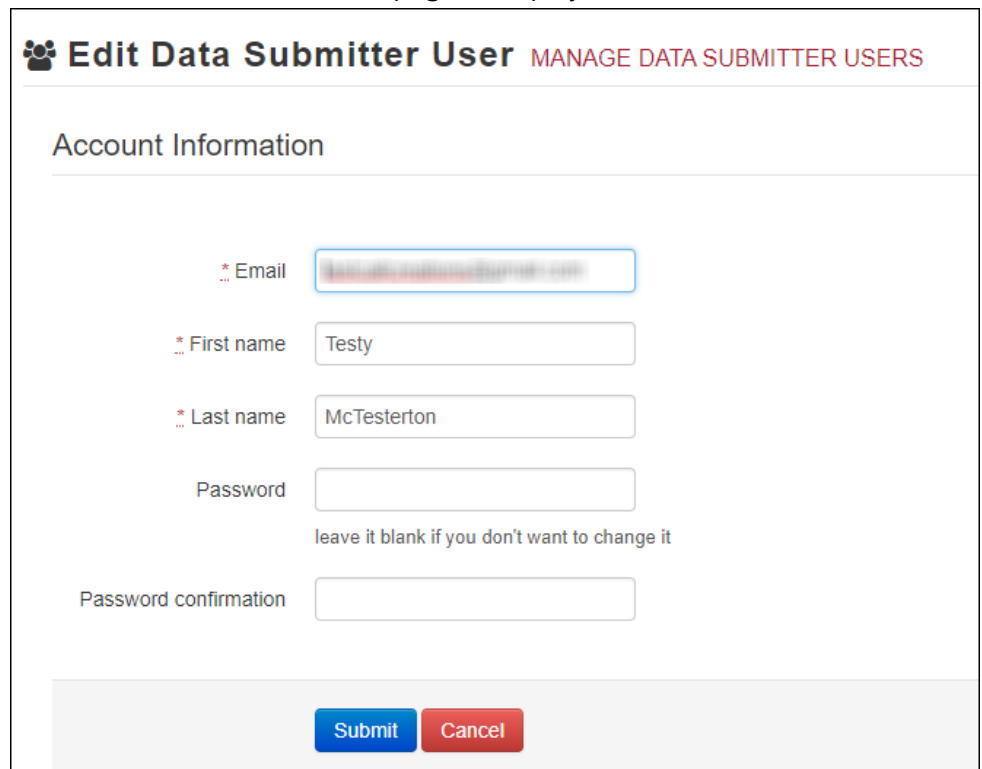 Edit Data Submitter User MANAGE DATA SUBMITTER USERS
Account Information
* Email
* First name Testy
* Last name McTesterton
Password
leave it blank if you don't want to change it
Password confirmation
Submit Cancel